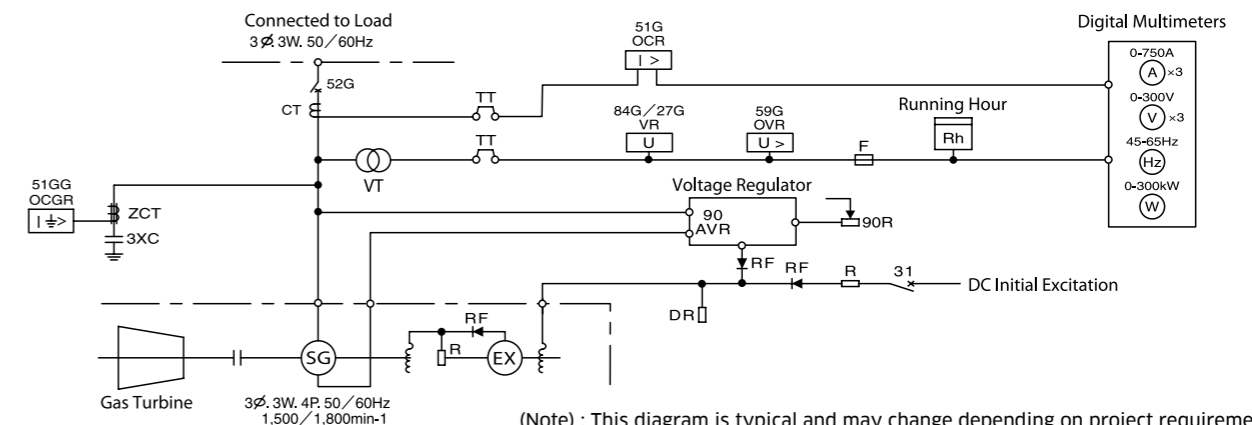 Connected to Load
3Ø. 3W. 50／60Hz
52G
CT
TT
51G
OCR
I >
Digital Multimeters
0-750A
A ×3
0-300V
V ×3
45-65Hz
Hz
0-300kW
W
TT
VT
84G／27G
VR
U
59G
OVR
U >
F
Running Hour
Rh
51GG
OCGR
I >
ZCT
3XC
Voltage Regulator
90
AVR
90R
RF
RF
R
31
DC Initial Excitation
DR
RF
R
SG
EX
Gas Turbine
3Ø. 3W. 4P. 50／60Hz
1,500／1,800min-1
(Note) : This diagram is typical and may change depending on project requireme